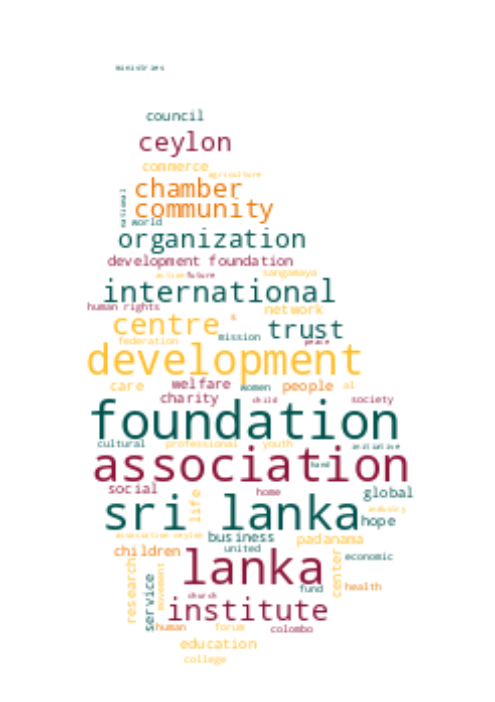 ministries
council
ceylon
commerce
agriculture
chamber
national
community
world
organization
development foundation
action future sangamaya
international
human rights network
centre s trust
federation mission peace
development
care welfare women people al
charity child society
foundation
cultural professional youth initiative
association
hand
social home global
life industry
sri lanka hope
association ceylon business padanama
children united center economic
lanka
research service movement fund health
church
institute
human forum colombo
education
college